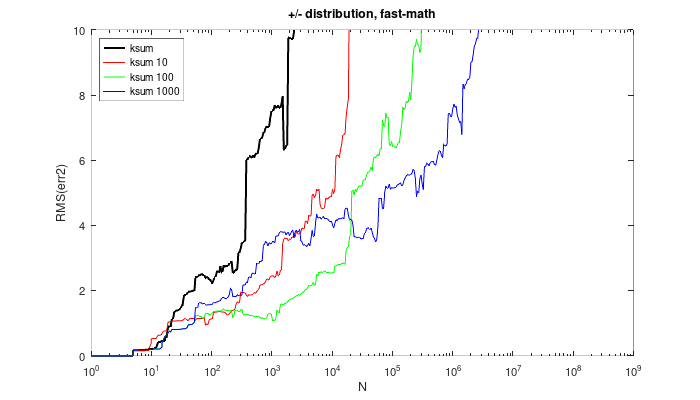 +/- distribution, fast-math
10
8
6
4
2
0
RMS(err2)
ksum
ksum 10
ksum 100
ksum 1000
10^0 10^1 10^2 10^3 10^4 10^5 10^6 10^7 10^8 10^9
N